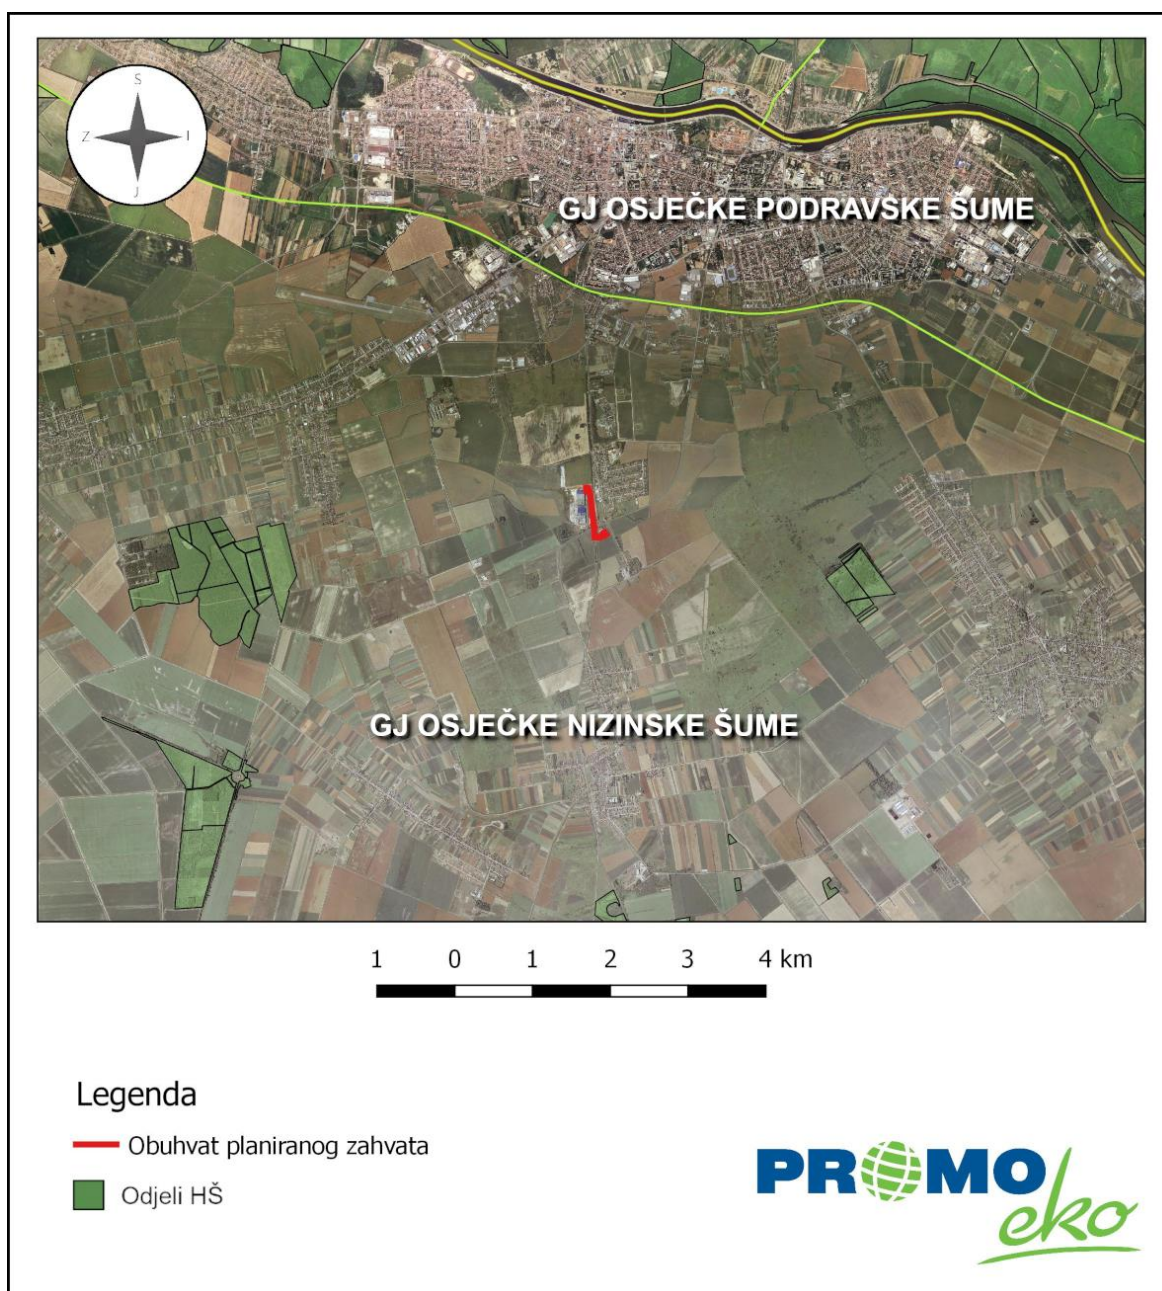 S
Z I
J
GJ OSJEČKE PODRAVSKE ŠUME
GJ OSJEČKE NIZINSKE ŠUME
1 0 1 2 3 4 km
Legenda
Obuhvat planiranog zahvata
Odjeli HŠ
PROMO
eko